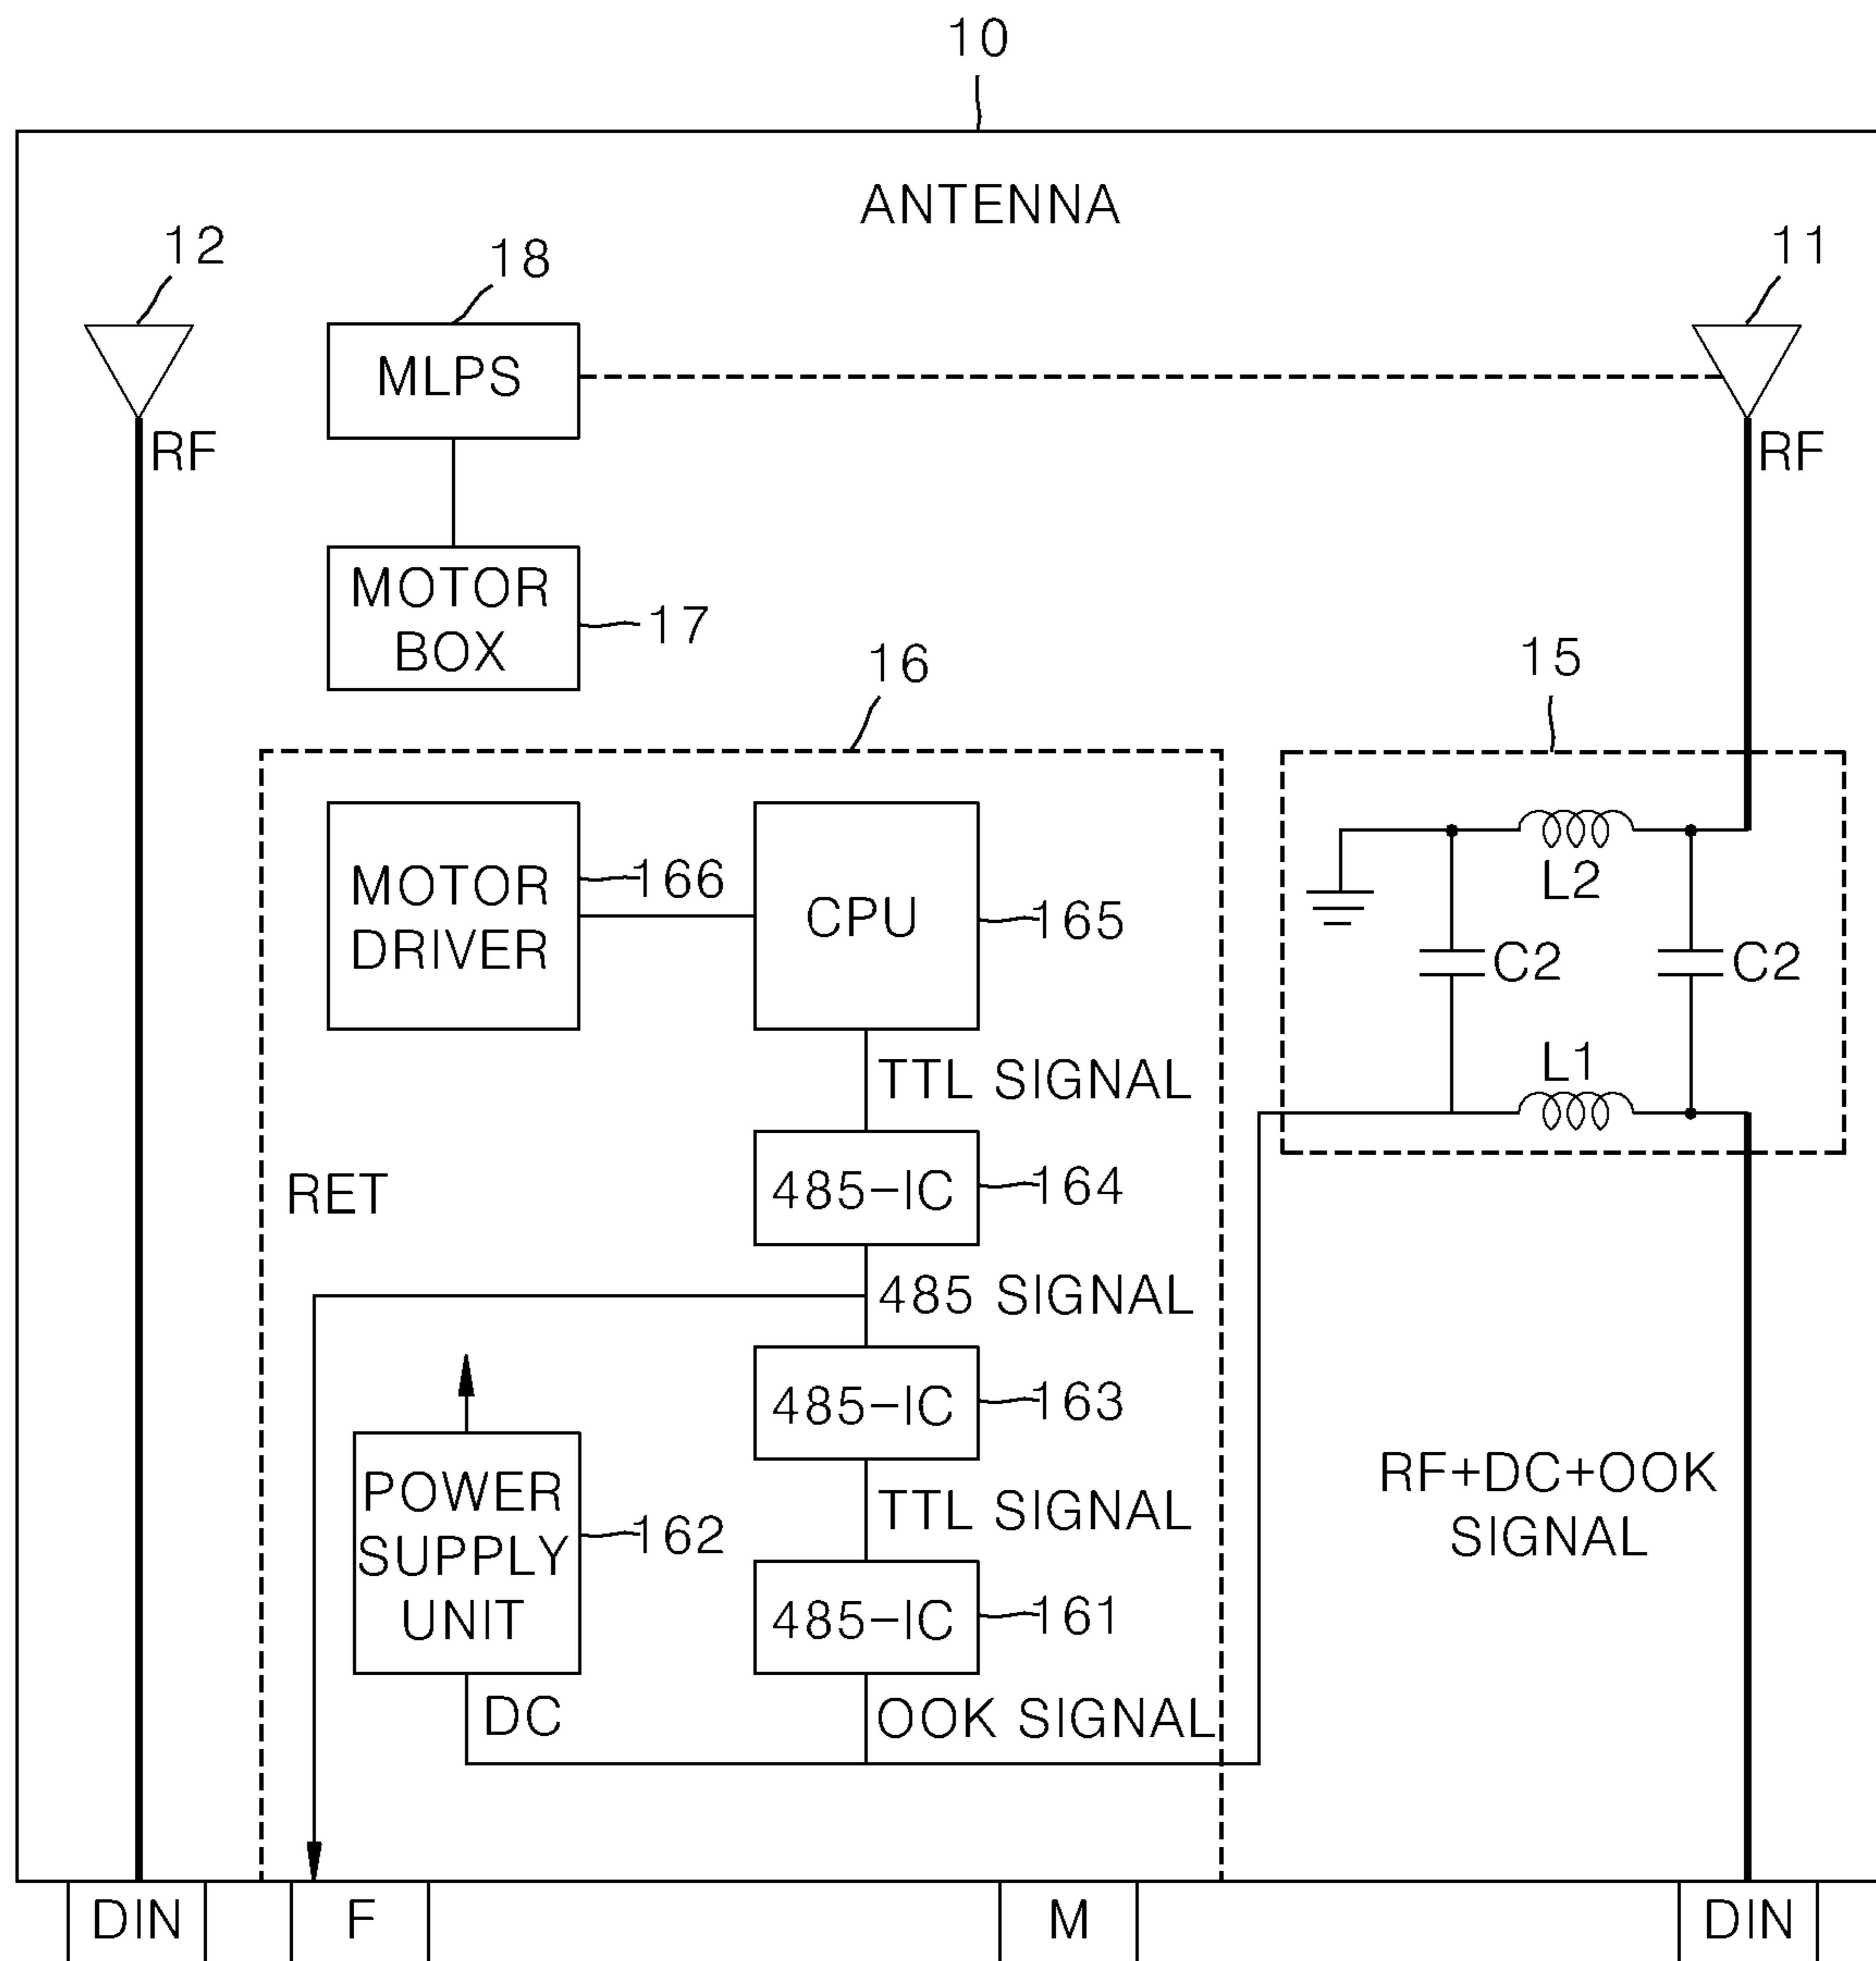 10
ANTENNA
12
18
11
MLPS
RF
RF
MOTOR
BOX
17
16
15
MOTOR
DRIVER
166
CPU
165
L2
C2
C2
TTL SIGNAL
L1
RET
485-IC
164
485 SIGNAL
485-IC
163
POWER
SUPPLY
UNIT
162
TTL SIGNAL
RF+DC+OOK
SIGNAL
485-IC
161
DC
OOK SIGNAL
DIN
F
M
DIN